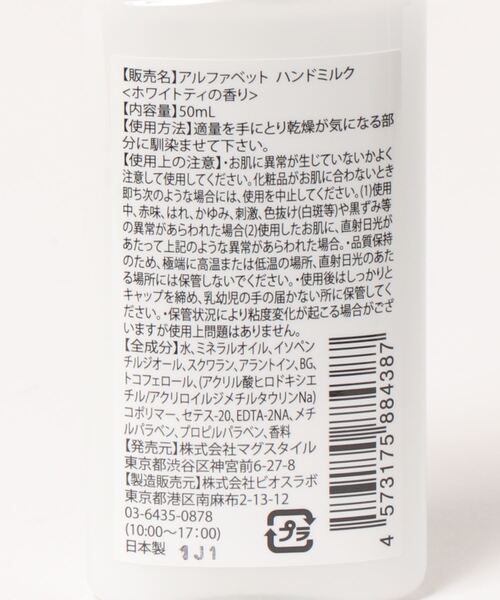 【販売名】アルファベット ハンドミルク
<ホワイトティの香り>
【内容量】50mL
【使用方法】適量を手にとり乾燥が気になる部
分に馴染ませて下さい。
【使用上の注意】・お肌に異常が生じていないかよく
注意して使用してください。化粧品がお肌に合わないとき
即ち次のような場合には、使用を中止してください。(1)使用
中、赤味、はれ、かゆみ、刺激、色抜け(白斑等)や黒ずみ等
の異常があらわれた場合(2)使用したお肌に、直射日光が
あたって上記のような異常があらわれた場合。・品質保持
のため、極端に高温または低温の場所、直射日光のあた
る場所には保管しないでください。・使用後はしっかりと
キャップを締め、乳幼児の手の届かない所に保管してく
ださい。・保管状況により粘度変化が起こる場合がござ
いますが使用上問題はありません。
【全成分】水、ミネラルオイル、イソペン
チルジオール、スクワラン、アラントイン、BG、
トコフェロール、(アクリル酸ヒロドキシエ
チル/アクリロイルジメチルタウリンNa)
コポリマー、セテス-20、EDTA-2NA、メチ
ルパラベン、プロピルパラベン、香料
【発売元】株式会社マグスタイル
東京都渋谷区神宮前6-27-8
【製造販売元】株式会社ビオスラボ
東京都港区南麻布2-13-12
03-6435-0878
(10:00〜17:00)
日本製 1J1
プラ
4 573175 884387